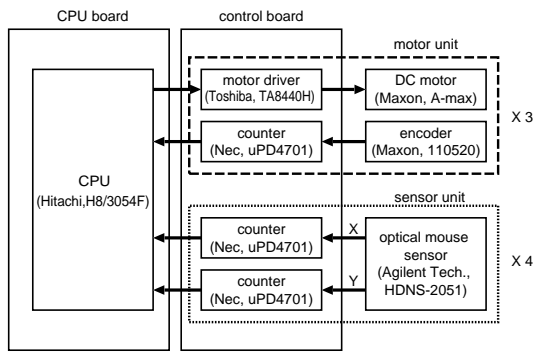 CPU board
control board
motor unit
motor driver
(Toshiba, TA8440H)
DC motor
(Maxon, A-max)
X 3
counter
(Nec, uPD4701)
encoder
(Maxon, 110520)
CPU
(Hitachi,H8/3054F)
sensor unit
counter
(Nec, uPD4701)
X
optical mouse
sensor
(Agilent Tech.,
HDNS-2051)
X 4
counter
(Nec, uPD4701)
Y